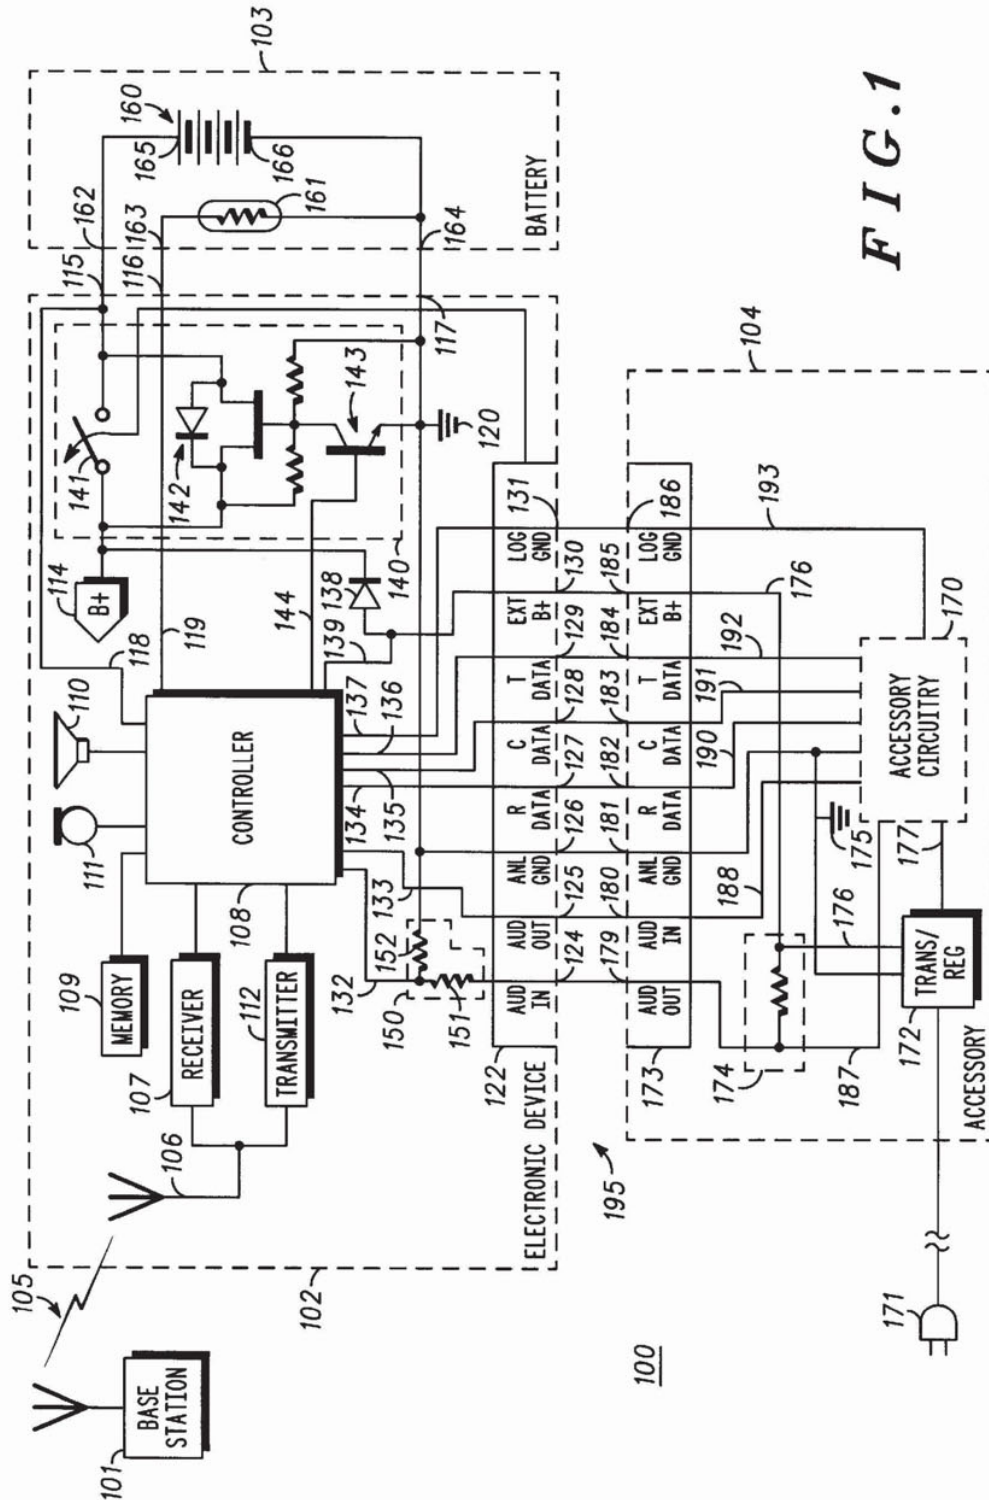 103
160
165
166
162
163
161
164
BATTERY
115
116
117
FIG.1
141
142
143
120
140
114
B+
118
119
144
138
139
110
111
CONTROLLER
108
137
136
134
135
133
132
109
MEMORY
107
RECEIVER
112
TRANSMITTER
106
152
150
151
122
AUD IN
AUD OUT
ANL GND
R DATA
C DATA
T DATA
EXT B+
LOG GND
124
125
126
127
128
129
130
131
ELECTRONIC DEVICE
102
105
101
BASE STATION
100
195
104
179
180
181
182
183
184
185
186
AUD OUT
AUD IN
ANL GND
R DATA
C DATA
T DATA
EXT B+
LOG GND
173
193
176
192
191
190
188
170
ACCESSORY CIRCUITRY
175
177
176
174
187
172
TRANS/ REG
ACCESSORY
171